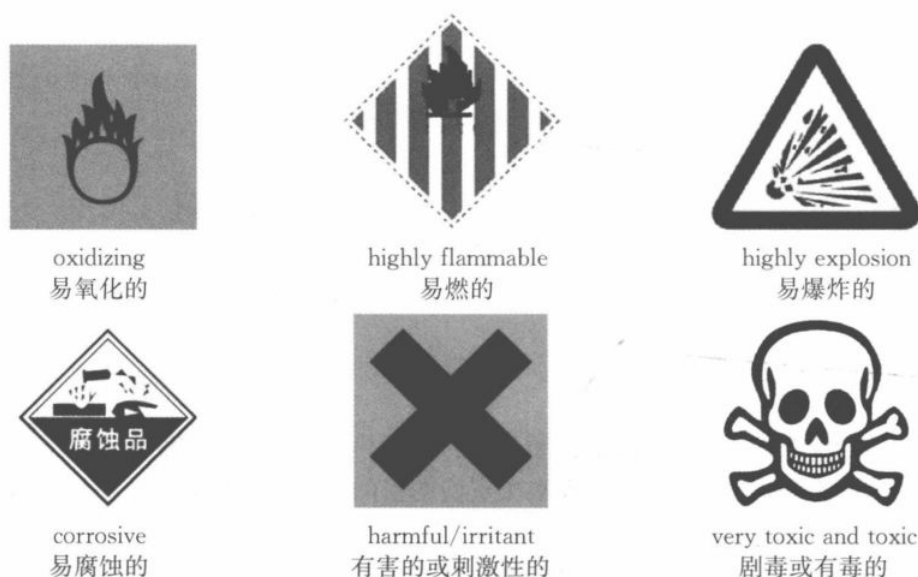 oxidizing
易氧化的
highly flammable
易燃的
highly explosion
易爆炸的
腐蚀品
corrosive
易腐蚀的
harmful/irritant
有害的或刺激性的
very toxic and toxic
剧毒或有毒的